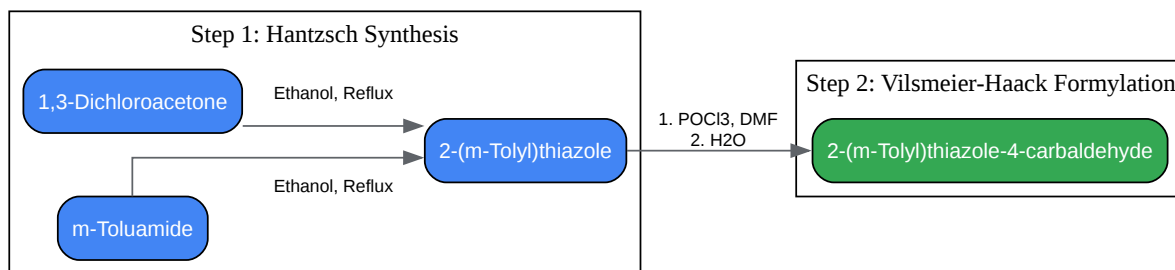 Step 1: Hantzsch Synthesis
1,3-Dichloroacetone
Ethanol, Reflux
m-Toluamide
Ethanol, Reflux
2-(m-Tolyl)thiazole
1. POCl3, DMF
2. H2O
Step 2: Vilsmeier-Haack Formylation
2-(m-Tolyl)thiazole-4-carbaldehyde